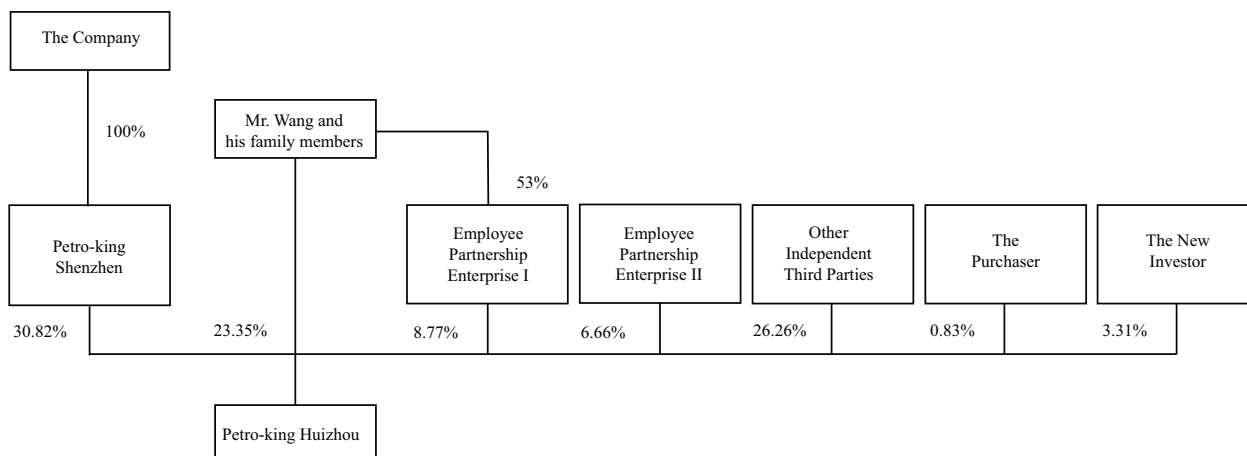 The Company
100%
Mr. Wang and
his family members
53%
Petro-king
Shenzhen
Employee
Partnership
Enterprise I
Employee
Partnership
Enterprise II
Other
Independent
Third Parties
The
Purchaser
The New
Investor
30.82%
23.35%
8.77%
6.66%
26.26%
0.83%
3.31%
Petro-king Huizhou